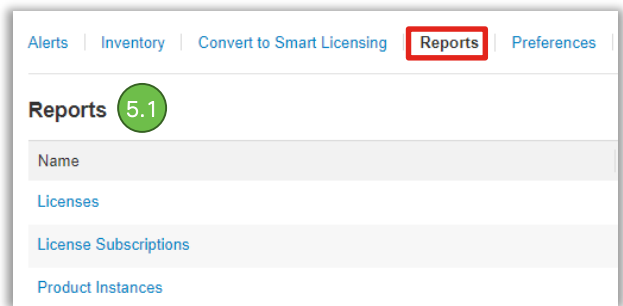 Alerts | Inventory | Convert to Smart Licensing | Reports | Preferences |
Reports 5.1
Name
Licenses
License Subscriptions
Product Instances